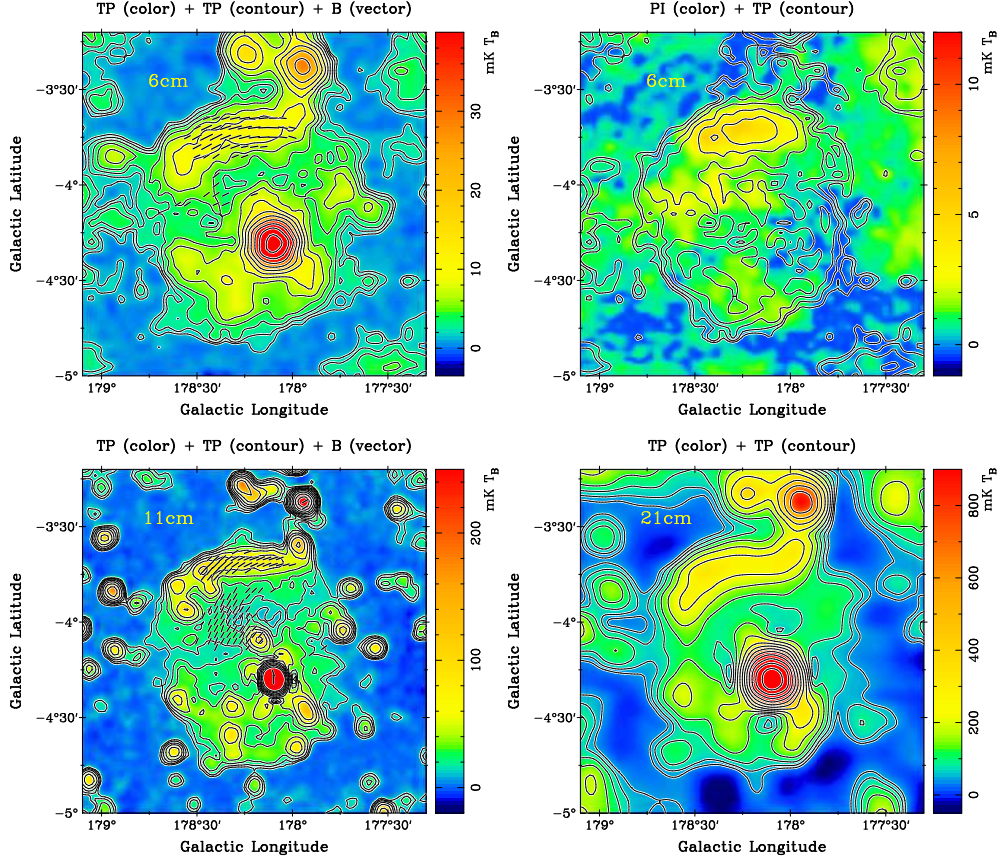 TP (color) + TP (contour) + B (vector)
PI (color) + TP (contour)
6cm
6cm
mK T_B
mK T_B
30
20
10
0
10
5
0
−3°30′
−4°
−4°30′
−5°
−3°30′
−4°
−4°30′
−5°
179°
178°30′
178°
177°30′
179°
178°30′
178°
177°30′
Galactic Latitude
Galactic Latitude
Galactic Longitude
Galactic Longitude
TP (color) + TP (contour) + B (vector)
TP (color) + TP (contour)
11cm
21cm
mK T_B
mK T_B
200
100
0
800
600
400
200
0
−3°30′
−4°
−4°30′
−5°
−3°30′
−4°
−4°30′
−5°
179°
178°30′
178°
177°30′
179°
178°30′
178°
177°30′
Galactic Latitude
Galactic Latitude
Galactic Longitude
Galactic Longitude